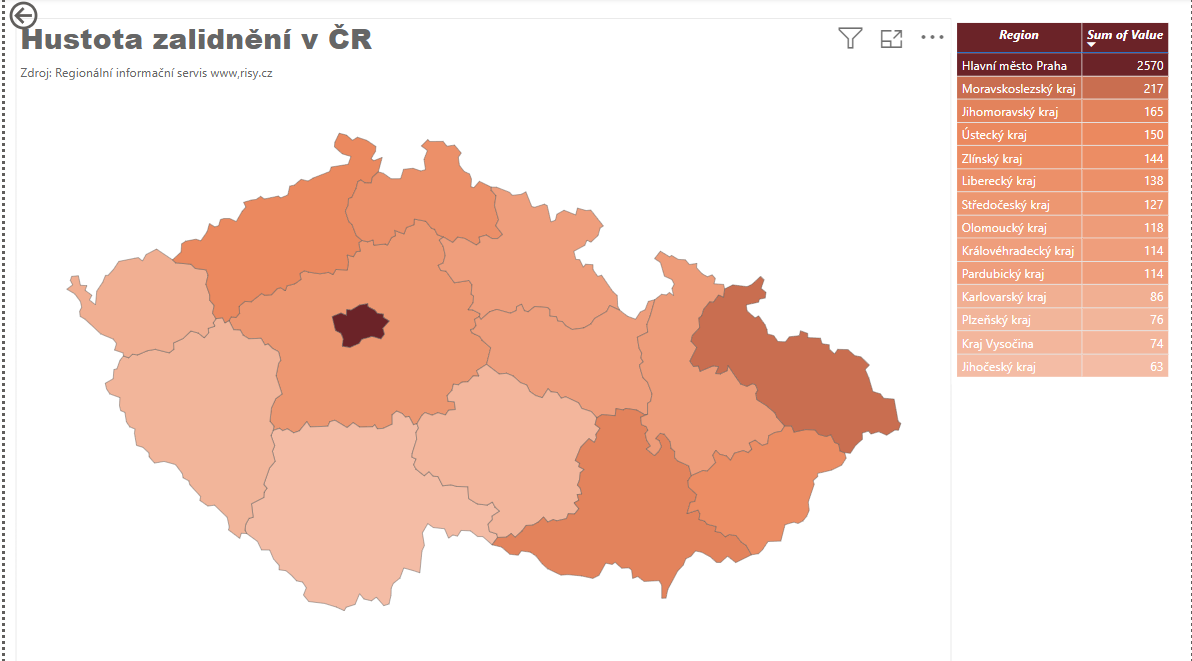 Hustota zalidnění v ČR
Zdroj: Regionální informační servis www,risy.cz
Region Sum of Value
Hlavní město Praha 2570
Moravskoslezský kraj 217
Jihomoravský kraj 165
Ústecký kraj 150
Zlínský kraj 144
Liberecký kraj 138
Středočeský kraj 127
Olomoucký kraj 118
Královéhradecký kraj 114
Pardubický kraj 114
Karlovarský kraj 86
Plzeňský kraj 76
Kraj Vysočina 74
Jihočeský kraj 63